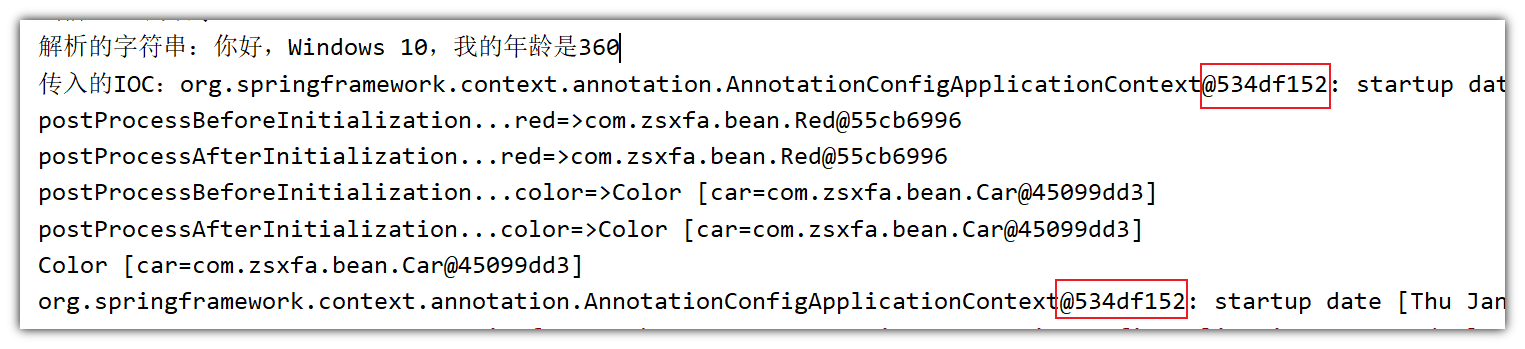 解析的字符串：你好，Windows 10，我的年龄是360
传入的IOC：org.springframework.context.annotation.AnnotationConfigApplicationContext@534df152: startup dat
postProcessBeforeInitialization...red=>com.zsxfa.bean.Red@55cb6996
postProcessAfterInitialization...red=>com.zsxfa.bean.Red@55cb6996
postProcessBeforeInitialization...color=>Color [car=com.zsxfa.bean.Car@45099dd3]
postProcessAfterInitialization...color=>Color [car=com.zsxfa.bean.Car@45099dd3]
Color [car=com.zsxfa.bean.Car@45099dd3]
org.springframework.context.annotation.AnnotationConfigApplicationContext@534df152: startup date [Thu Jan